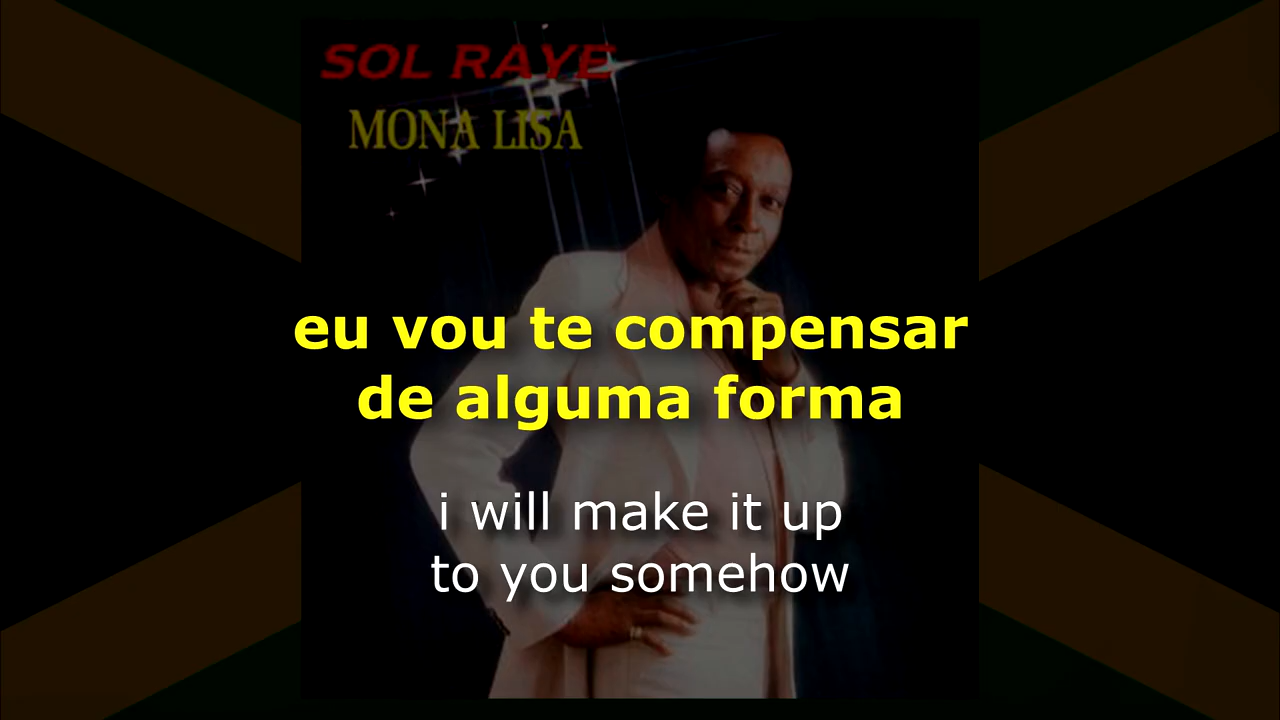 SOL RAYE
MONA LISA
eu vou te compensar
de alguma forma
i will make it up
to you somehow